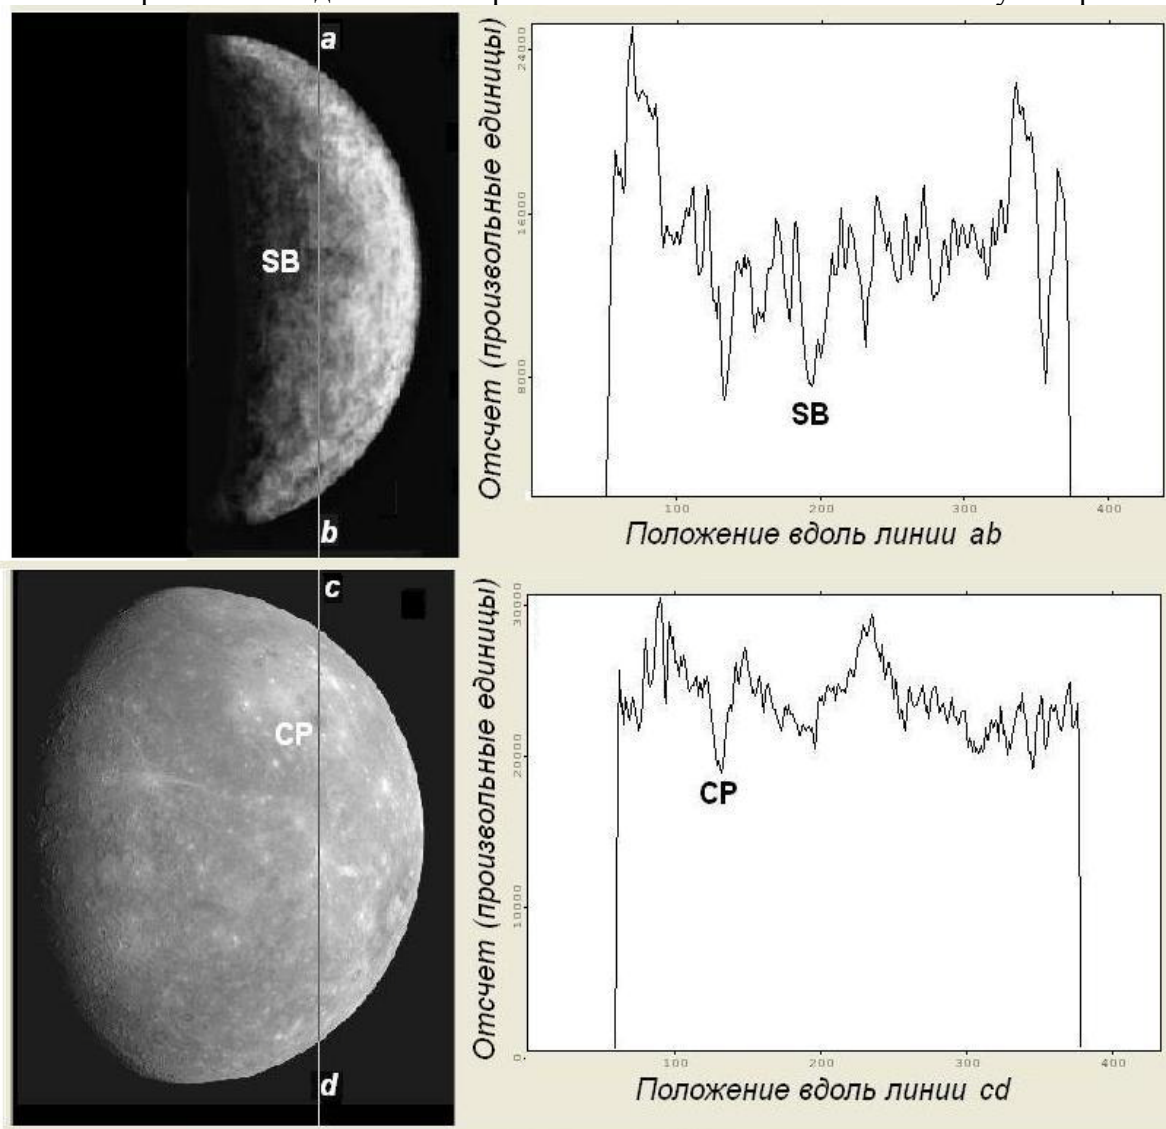 a
SB
b
Отсчет (произвольные единицы)
24000
16000
8000
SB
100 200 300 400
Положение вдоль линии ab
c
CP
d
Отсчет (произвольные единицы)
30000
20000
10000
0.
CP
100 200 300 400
Положение вдоль линии cd